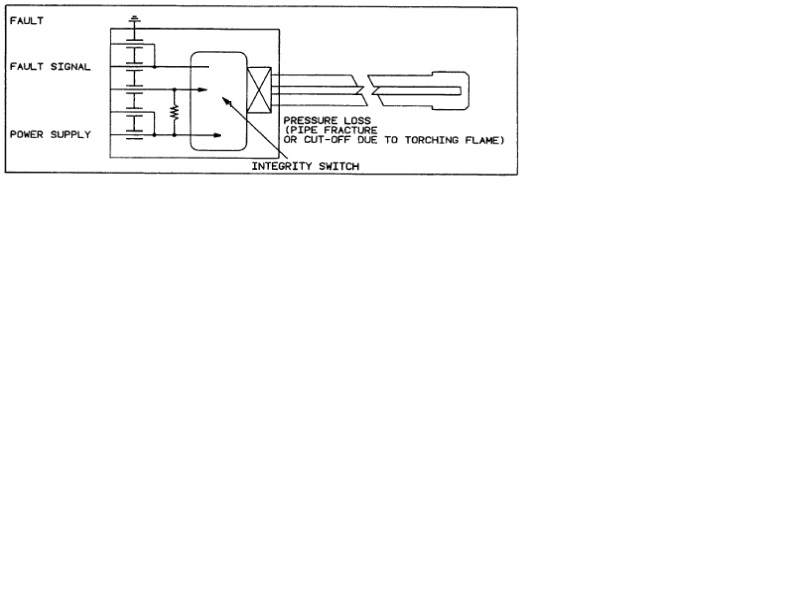 FAULT
FAULT SIGNAL
PRESSURE LOSS
(PIPE FRACTURE
OR CUT-OFF DUE TO TORCHING FLAME)
POWER SUPPLY
INTEGRITY SWITCH